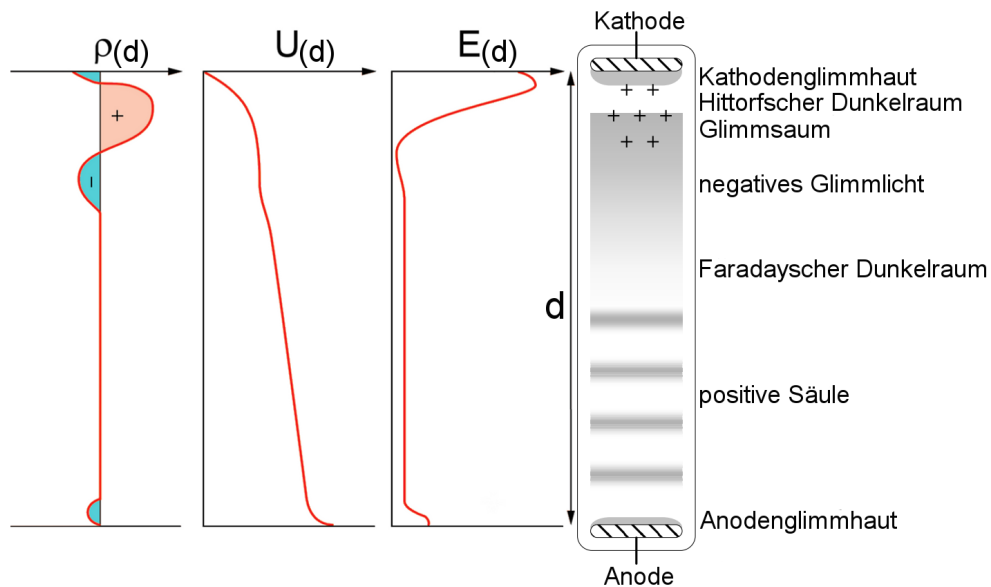 Kathode
ρ(d)
U(d)
E(d)
Kathodenglimmhaut
Hittorfscher Dunkelraum
Glimmsaum
+ +
+ + +
+ +
+
−
negatives Glimmlicht
Faradayscher Dunkelraum
d
positive Säule
Anodenglimmhaut
Anode